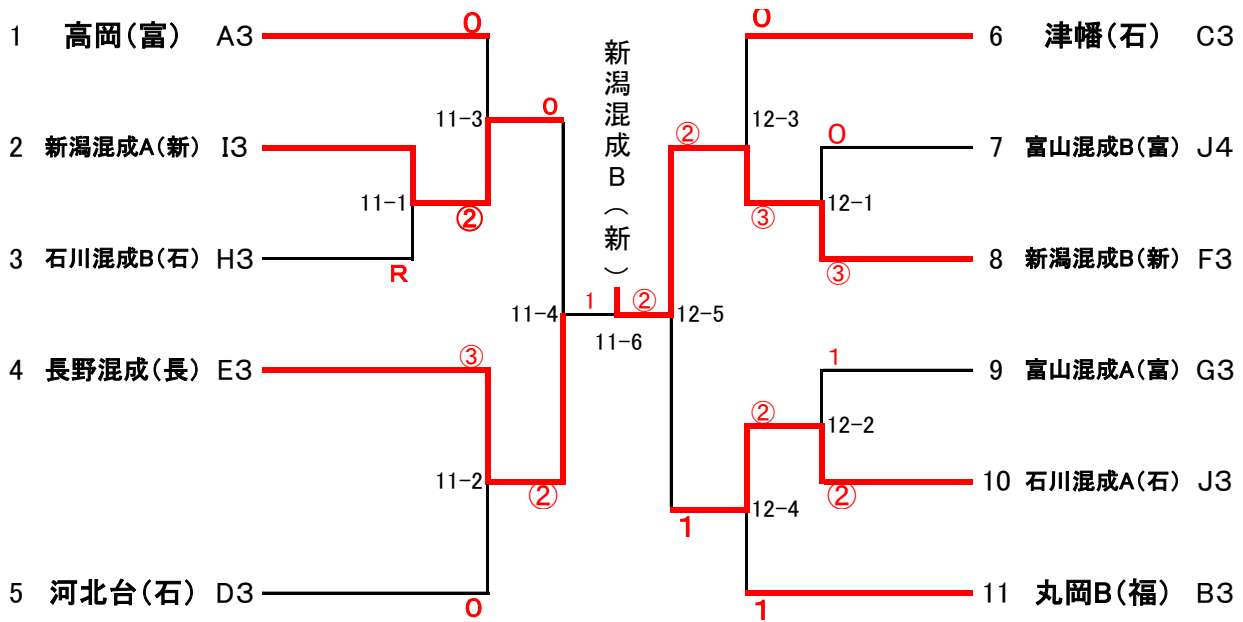 1 高岡(富) A3
0
11-3
0
2 新潟混成A(新) I3
11-1
②
3 石川混成B(石) H3
R
11-4
4 長野混成(長) E3
③
11-2
②
5 河北台(石) D3
0
新潟混成B(新)
1
②
11-6
0
6 津幡(石) C3
12-3
②
0
7 富山混成B(富) J4
12-1
③
8 新潟混成B(新) F3
③
12-5
1
9 富山混成A(富) G3
②
12-2
10 石川混成A(石) J3
②
12-4
1
11 丸岡B(福) B3
1